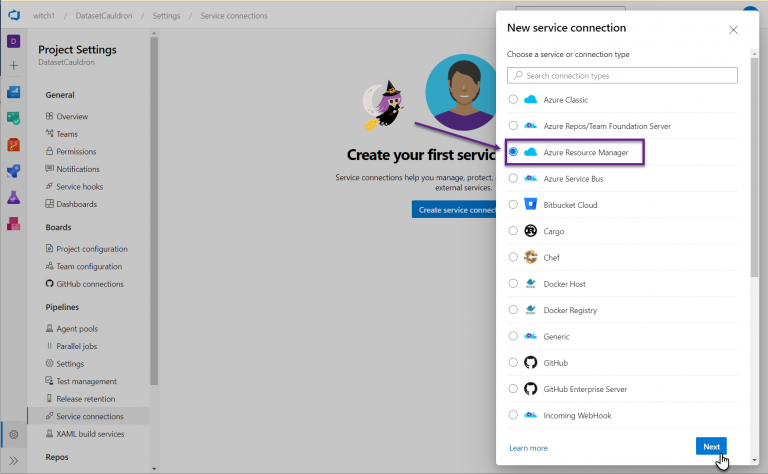 witch1 / DatasetCauldron / Settings / Service connections
D
Project Settings
DatasetCauldron
General
Overview
Teams
Permissions
Notifications
Service hooks
Dashboards
Boards
Project configuration
Team configuration
GitHub connections
Pipelines
Agent pools
Parallel jobs
Settings
Test management
Release retention
Service connections
XAML build services
Repos
Create your first servic
Service connections help you manage, protect,
external services.
Create service connect
New service connection
Choose a service or connection type
Search connection types
Azure Classic
Azure Repos/Team Foundation Server
Azure Resource Manager
Azure Service Bus
Bitbucket Cloud
Cargo
Chef
Docker Host
Docker Registry
Generic
GitHub
GitHub Enterprise Server
Incoming WebHook
Learn more
Next